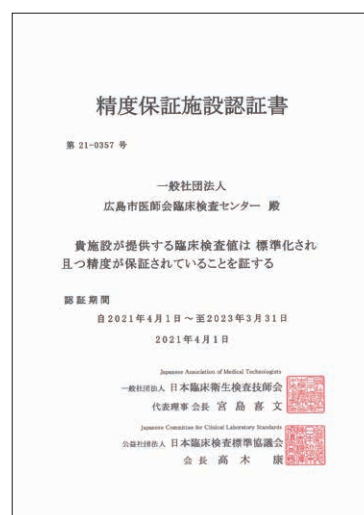 精度保証施設認証書
第 21-0357 号
一般社団法人
広島市医師会臨床検査センター 殿
貴施設が提供する臨床検査値は 標準化され
且つ精度が保証されていることを証する
認証期間
自2021年4月1日～至2023年3月31日
2021年4月1日
Japanese Association of Medical Technologists
一般社団法人 日本臨床衛生検査技師会
代表理事 会長 宮 島 喜 文
Japanese Committee for Clinical Laboratory Standards
公益社団法人 日本臨床検査標準協議会
会 長 高 木 康